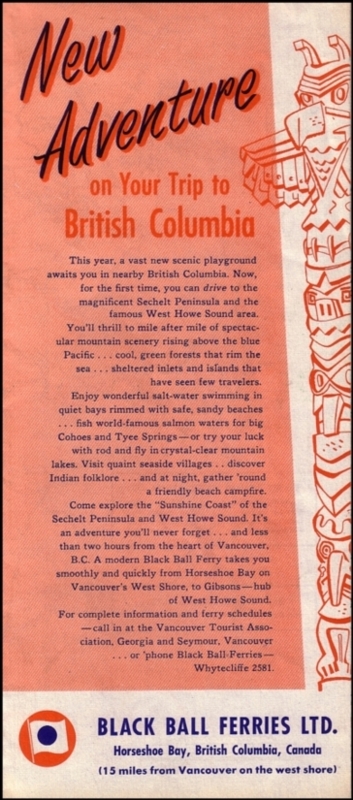 New
Adventure
on Your Trip to
British Columbia
This year, a vast new scenic playground
awaits you in nearby British Columbia. Now,
for the first time, you can drive to the
magnificent Sechelt Peninsula and the
famous West Howe Sound area.
You'll thrill to mile after mile of spectac-
ular mountain scenery rising above the blue
Pacific . . . cool, green forests that rim the
sea . . . sheltered inlets and islands that
have seen few travelers.
Enjoy wonderful salt-water swimming in
quiet bays rimmed with safe, sandy beaches
. . . fish world-famous salmon waters for big
Cohoes and Tyee Springs—or try your luck
with rod and fly in crystal-clear mountain
lakes. Visit quaint seaside villages . . discover
Indian folklore . . . and at night, gather 'round
a friendly beach campfire.
Come explore the "Sunshine Coast" of the
Sechelt Peninsula and West Howe Sound. It's
an adventure you'll never forget . . . and less
than two hours from the heart of Vancouver,
B.C. A modern Black Ball Ferry takes you
smoothly and quickly from Horseshoe Bay on
Vancouver's West Shore, to Gibsons—hub
of West Howe Sound.
For complete information and ferry schedules
—call in at the Vancouver Tourist Asso-
ciation, Georgia and Seymour, Vancouver
. . . or 'phone Black Ball-Ferries—
Whytecliffe 2581.
BLACK BALL FERRIES LTD.
Horseshoe Bay, British Columbia, Canada
(15 miles from Vancouver on the west shore)